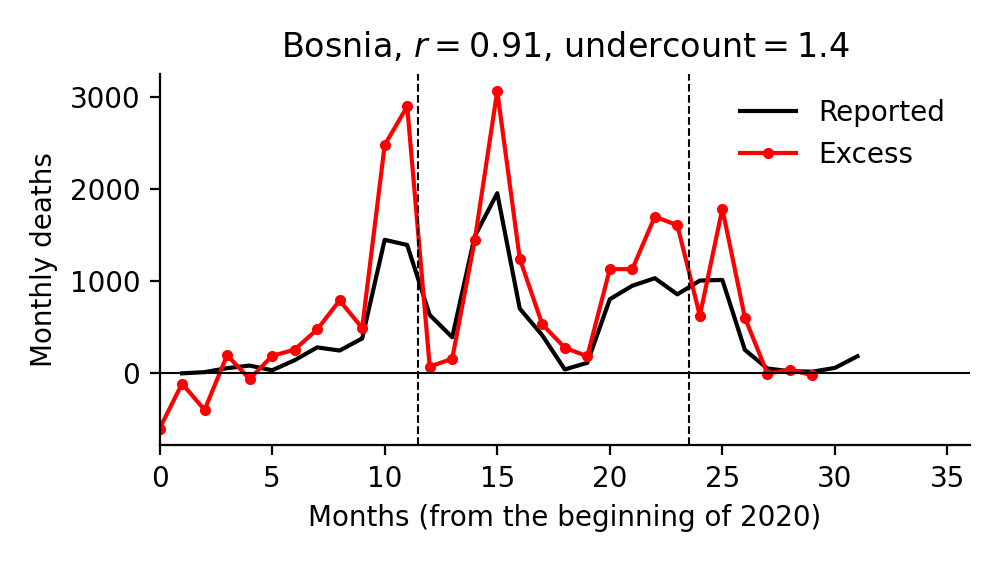 Bosnia, r = 0.91, undercount = 1.4
3000
2000
1000
0
Monthly deaths
Reported
Excess
0 5 10 15 20 25 30 35
Months (from the beginning of 2020)